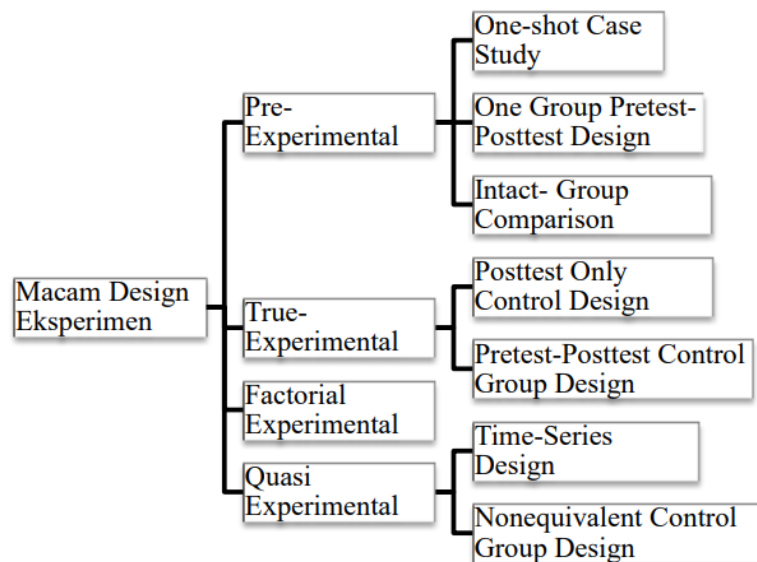 Macam Design
Eksperimen
Pre-
Experimental
One-shot Case
Study
One Group Pretest-
Posttest Design
Intact- Group
Comparison
True-
Experimental
Posttest Only
Control Design
Pretest-Posttest Control
Group Design
Factorial
Experimental
Quasi
Experimental
Time-Series
Design
Nonequivalent Control
Group Design